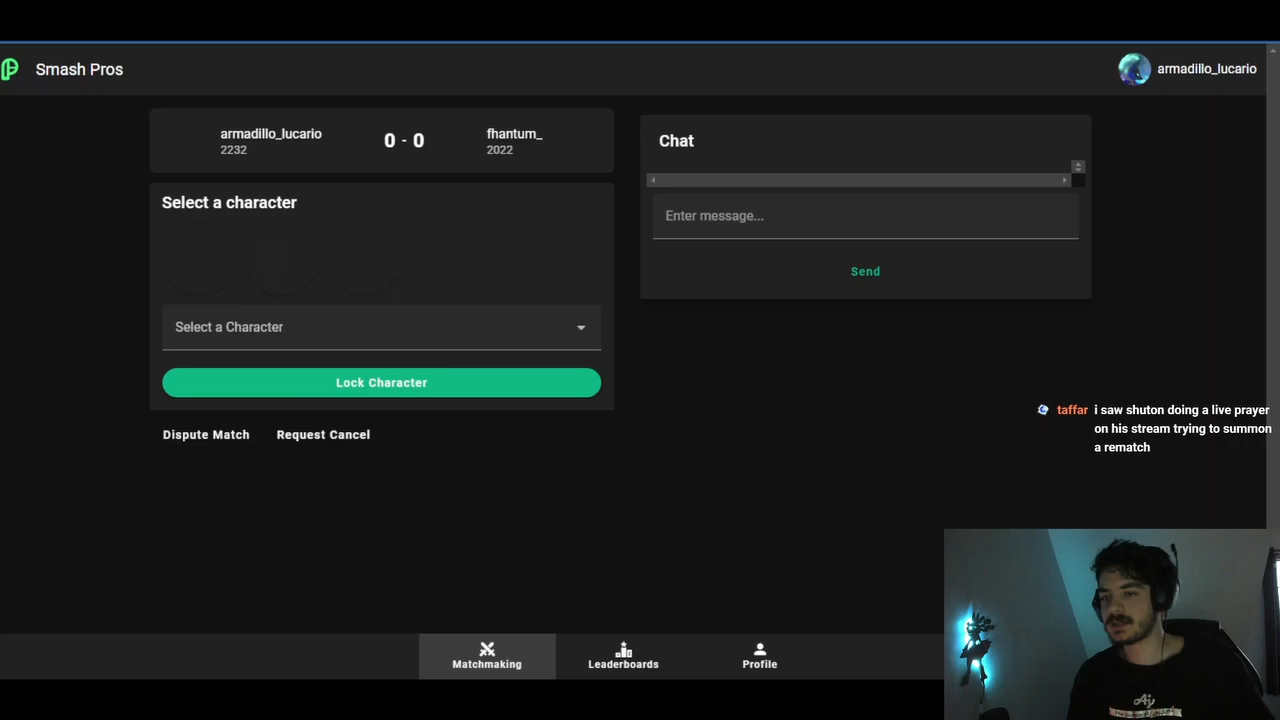 Smash Pros
armadillo_lucario
armadillo_lucario
2232
0 - 0
fhantum_
2022
Select a character
Select a Character
Lock Character
Dispute Match
Request Cancel
Chat
Enter message...
Send
taffar i saw shuton doing a live prayer
on his stream trying to summon
a rematch
Matchmaking
Leaderboards
Profile